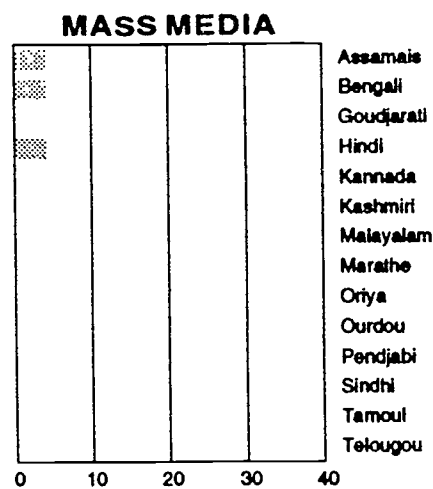 MASS MEDIA
Assamais
Bengali
Goudjarati
Hindi
Kannada
Kashmiri
Malayalam
Marathe
Oriya
Ourdou
Pendjabi
Sindhi
Tamoul
Telougou
0 10 20 30 40